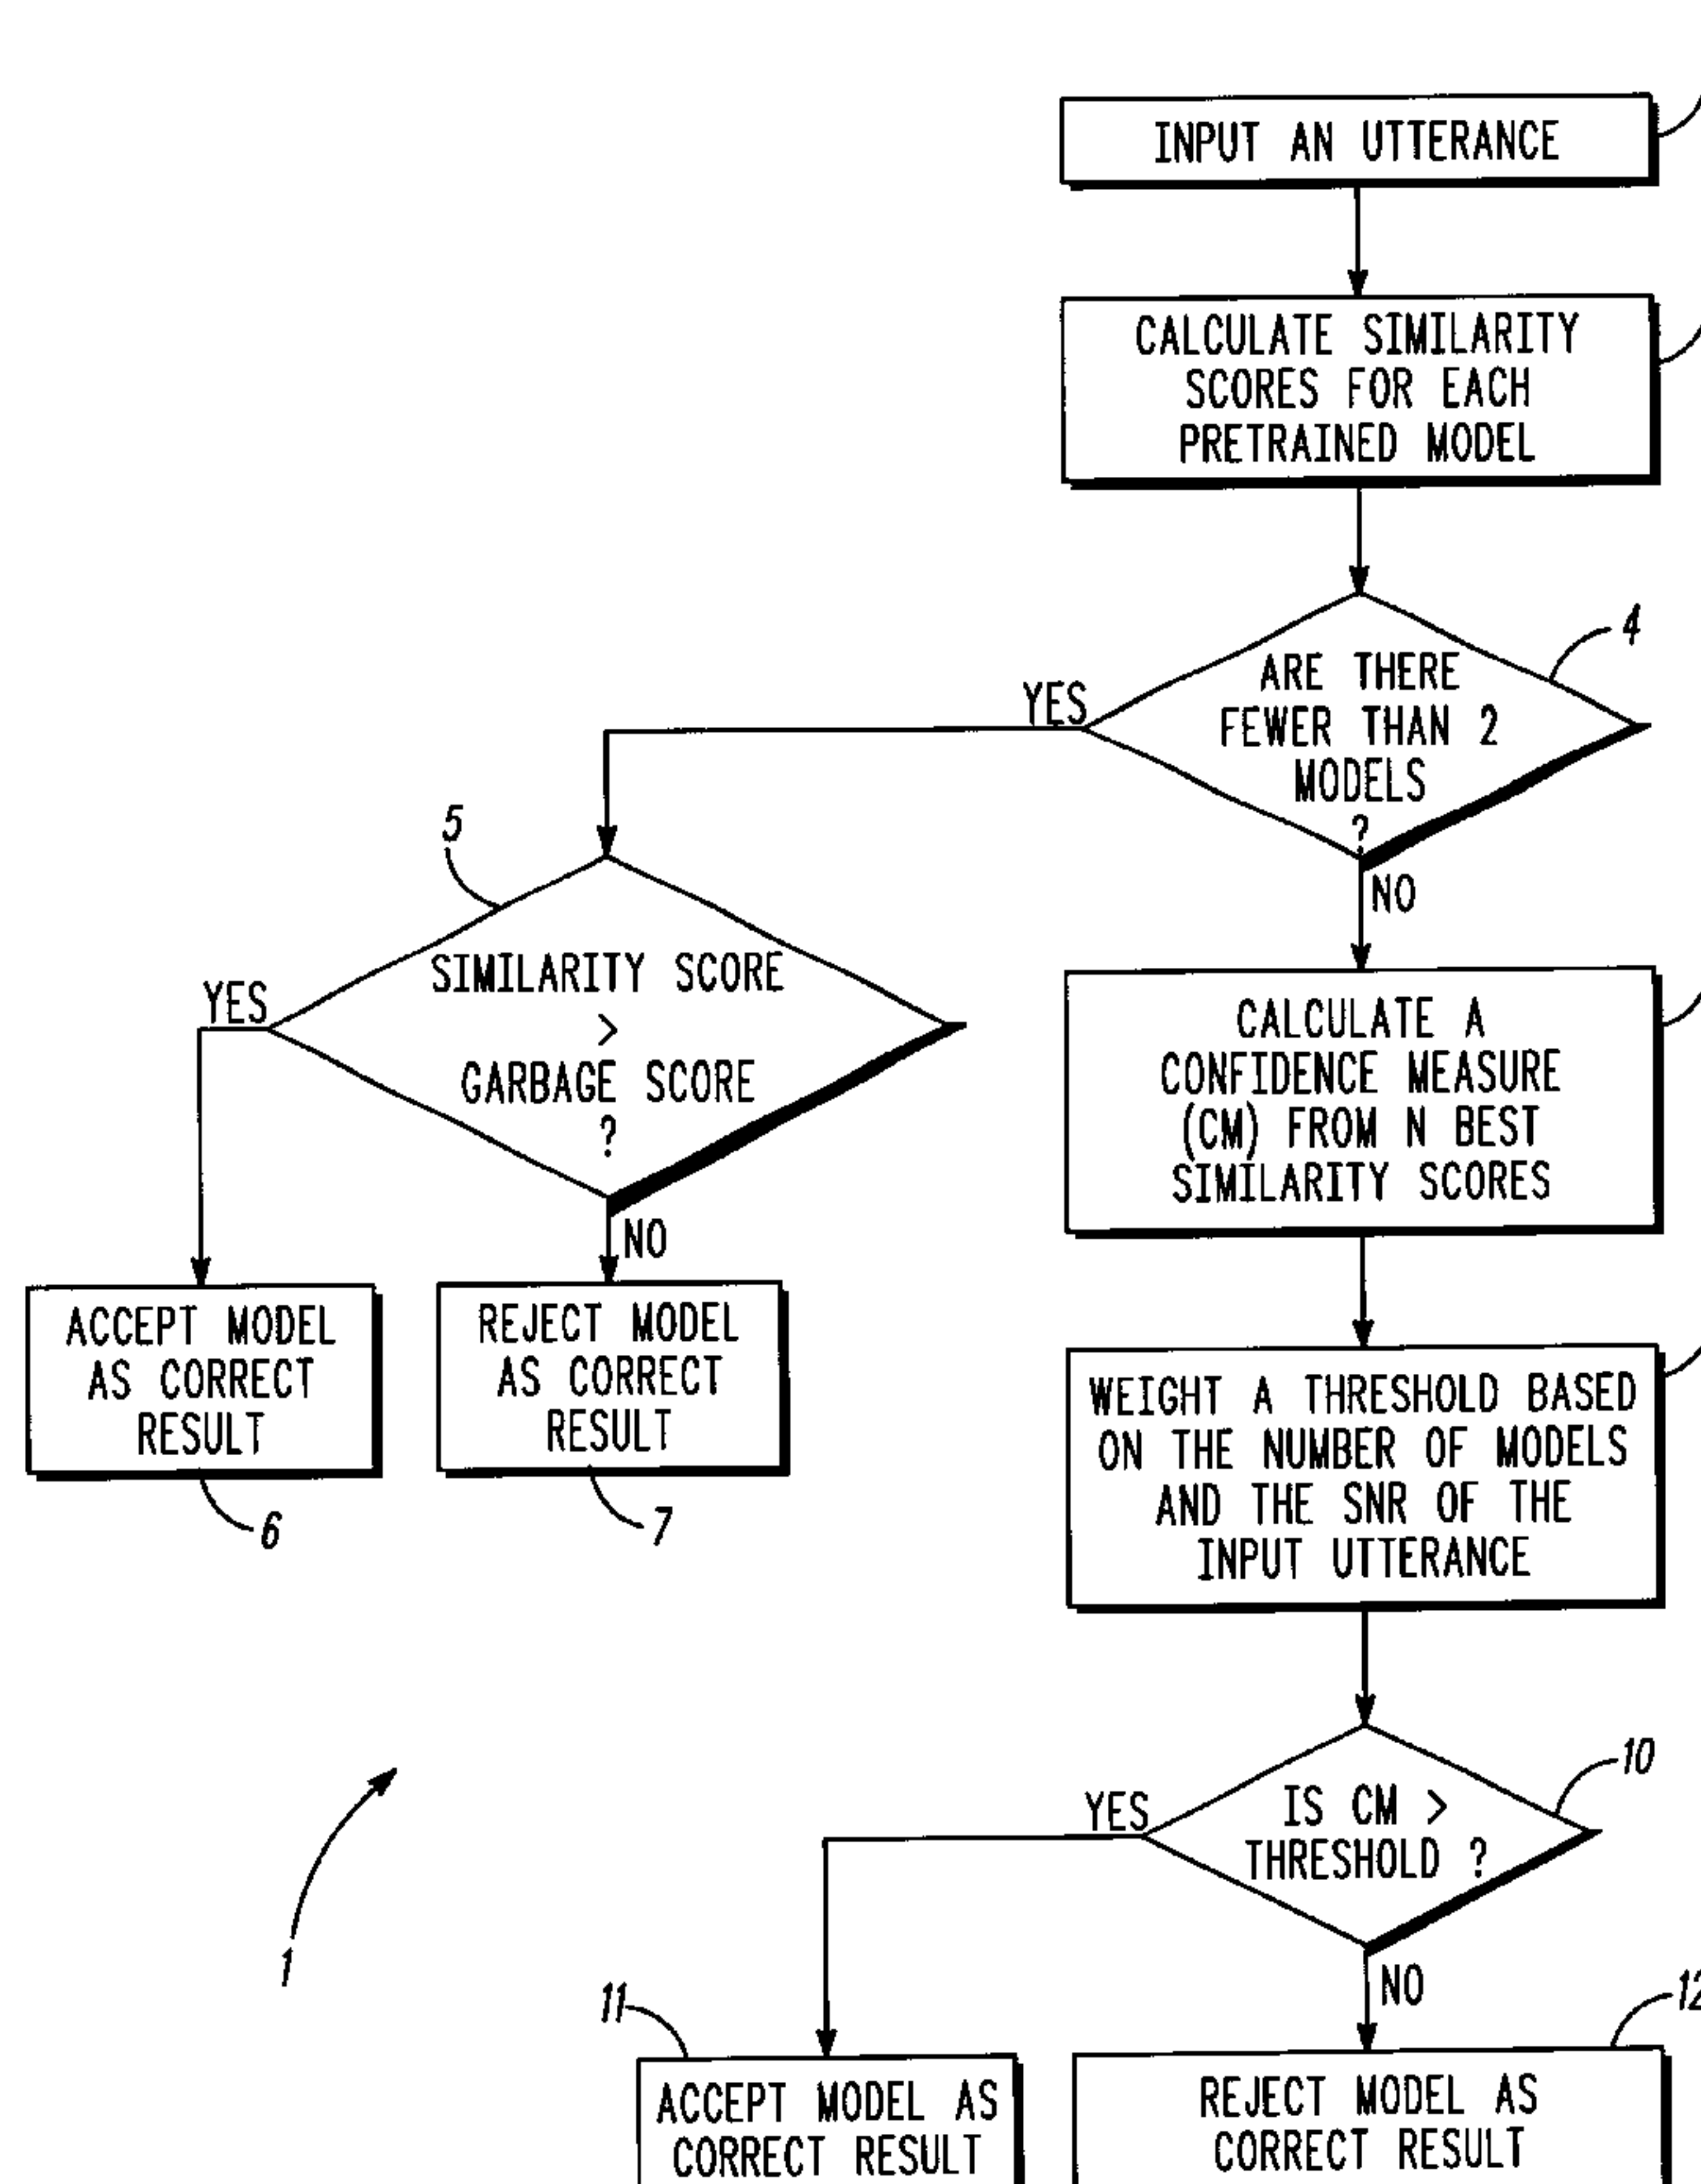 INPUT AN UTTERANCE
CALCULATE SIMILARITY
SCORES FOR EACH
PRETRAINED MODEL
4
ARE THERE
FEWER THAN 2
MODELS
?
YES
NO
5
SIMILARITY SCORE
>
GARBAGE SCORE
?
YES
NO
ACCEPT MODEL
AS CORRECT
RESULT
6
REJECT MODEL
AS CORRECT
RESULT
7
CALCULATE A
CONFIDENCE MEASURE
(CM) FROM N BEST
SIMILARITY SCORES
WEIGHT A THRESHOLD BASED
ON THE NUMBER OF MODELS
AND THE SNR OF THE
INPUT UTTERANCE
10
IS CM >
THRESHOLD ?
YES
NO
1
11
ACCEPT MODEL AS
CORRECT RESULT
12
REJECT MODEL AS
CORRECT RESULT